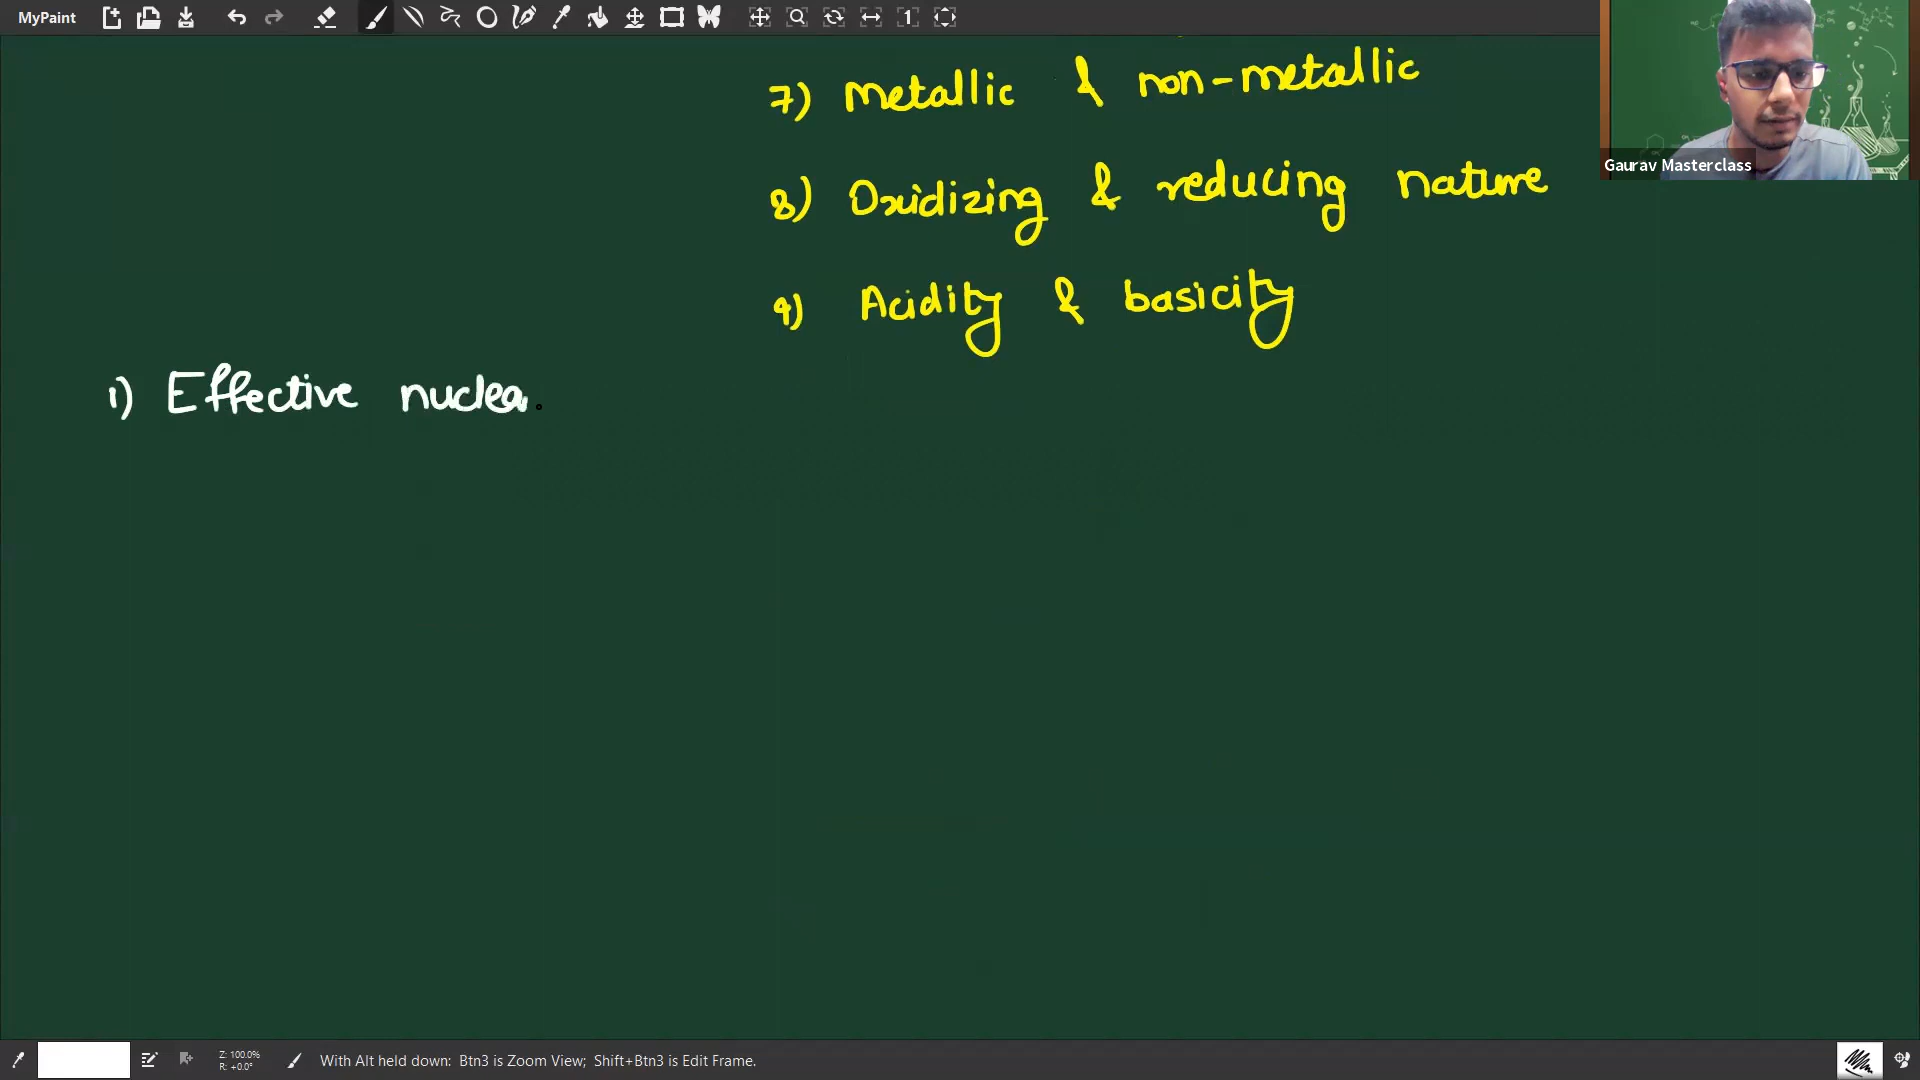 MyPaint
7) Metallic & non-metallic
8) Oxidizing & reducing nature
9) Acidity & basicity
Gaurav Masterclass
1) Effective nuclea
Z: 100.0%
R: +0.0°
With Alt held down: Btn3 is Zoom View; Shift+Btn3 is Edit Frame.